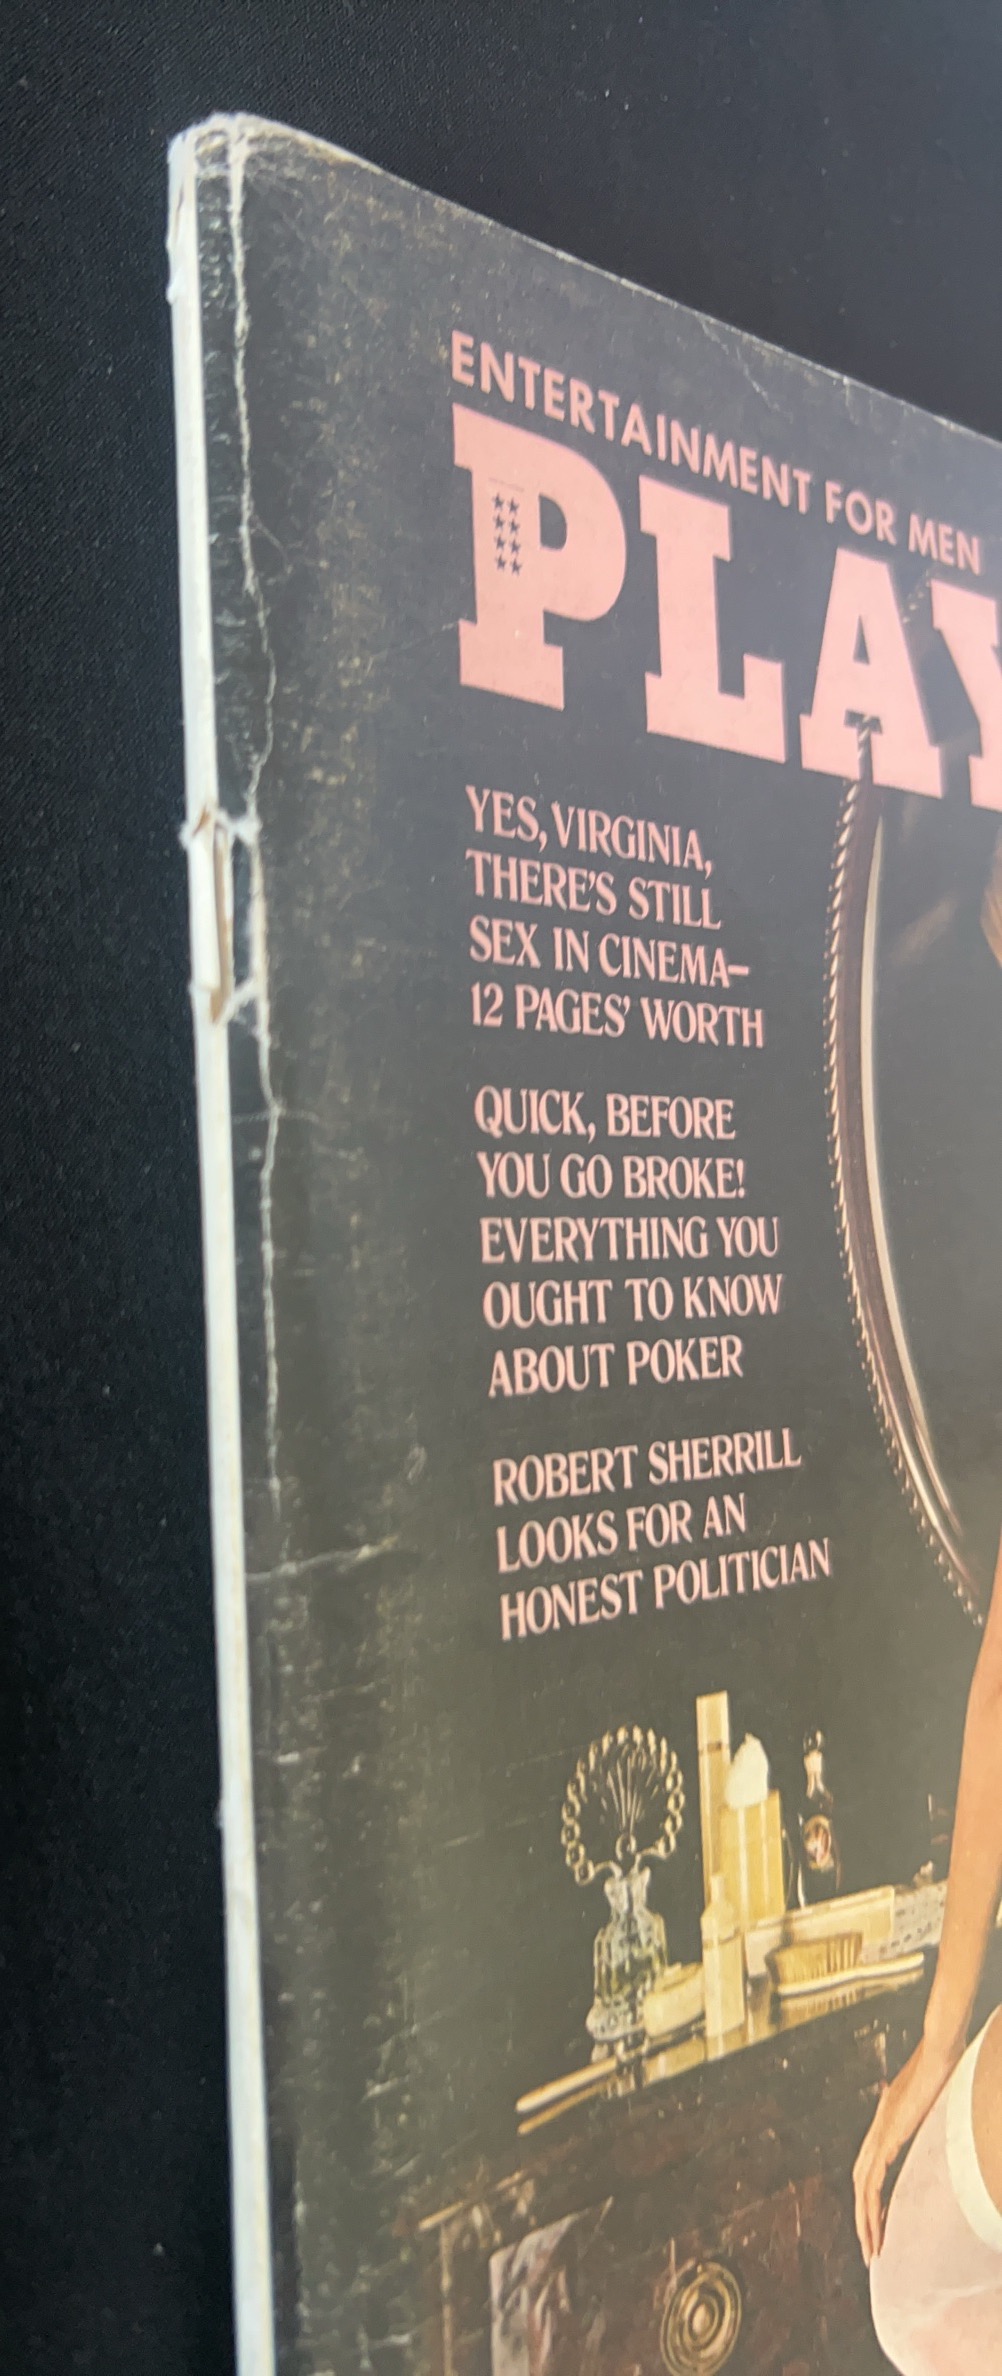 ENTERTAINMENT FOR MEN
PLAY
YES, VIRGINIA,
THERE'S STILL
SEX IN CINEMA–
12 PAGES' WORTH
QUICK, BEFORE
YOU GO BROKE!
EVERYTHING YOU
OUGHT TO KNOW
ABOUT POKER
ROBERT SHERRILL
LOOKS FOR AN
HONEST POLITICIAN